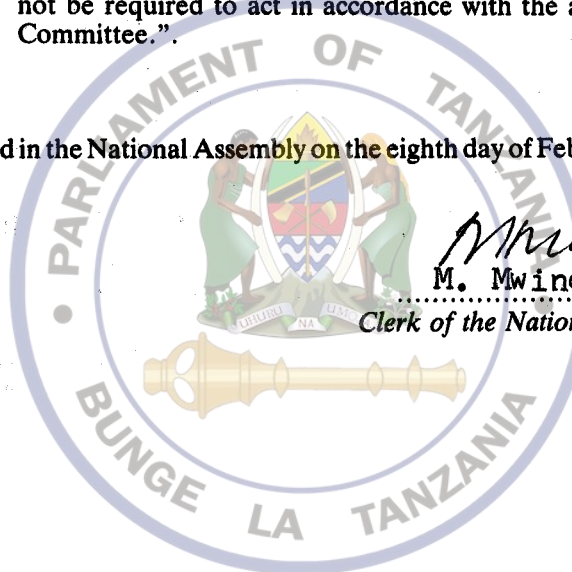 not be required to act in accordance with the a
Committee.".
PARLIAMENT OF TANZANIA
d in the National Assembly on the eighth day of Feb
M. Mwin
UHURU NA UMO
Clerk of the Nation
BUNGE LA TANZANIA